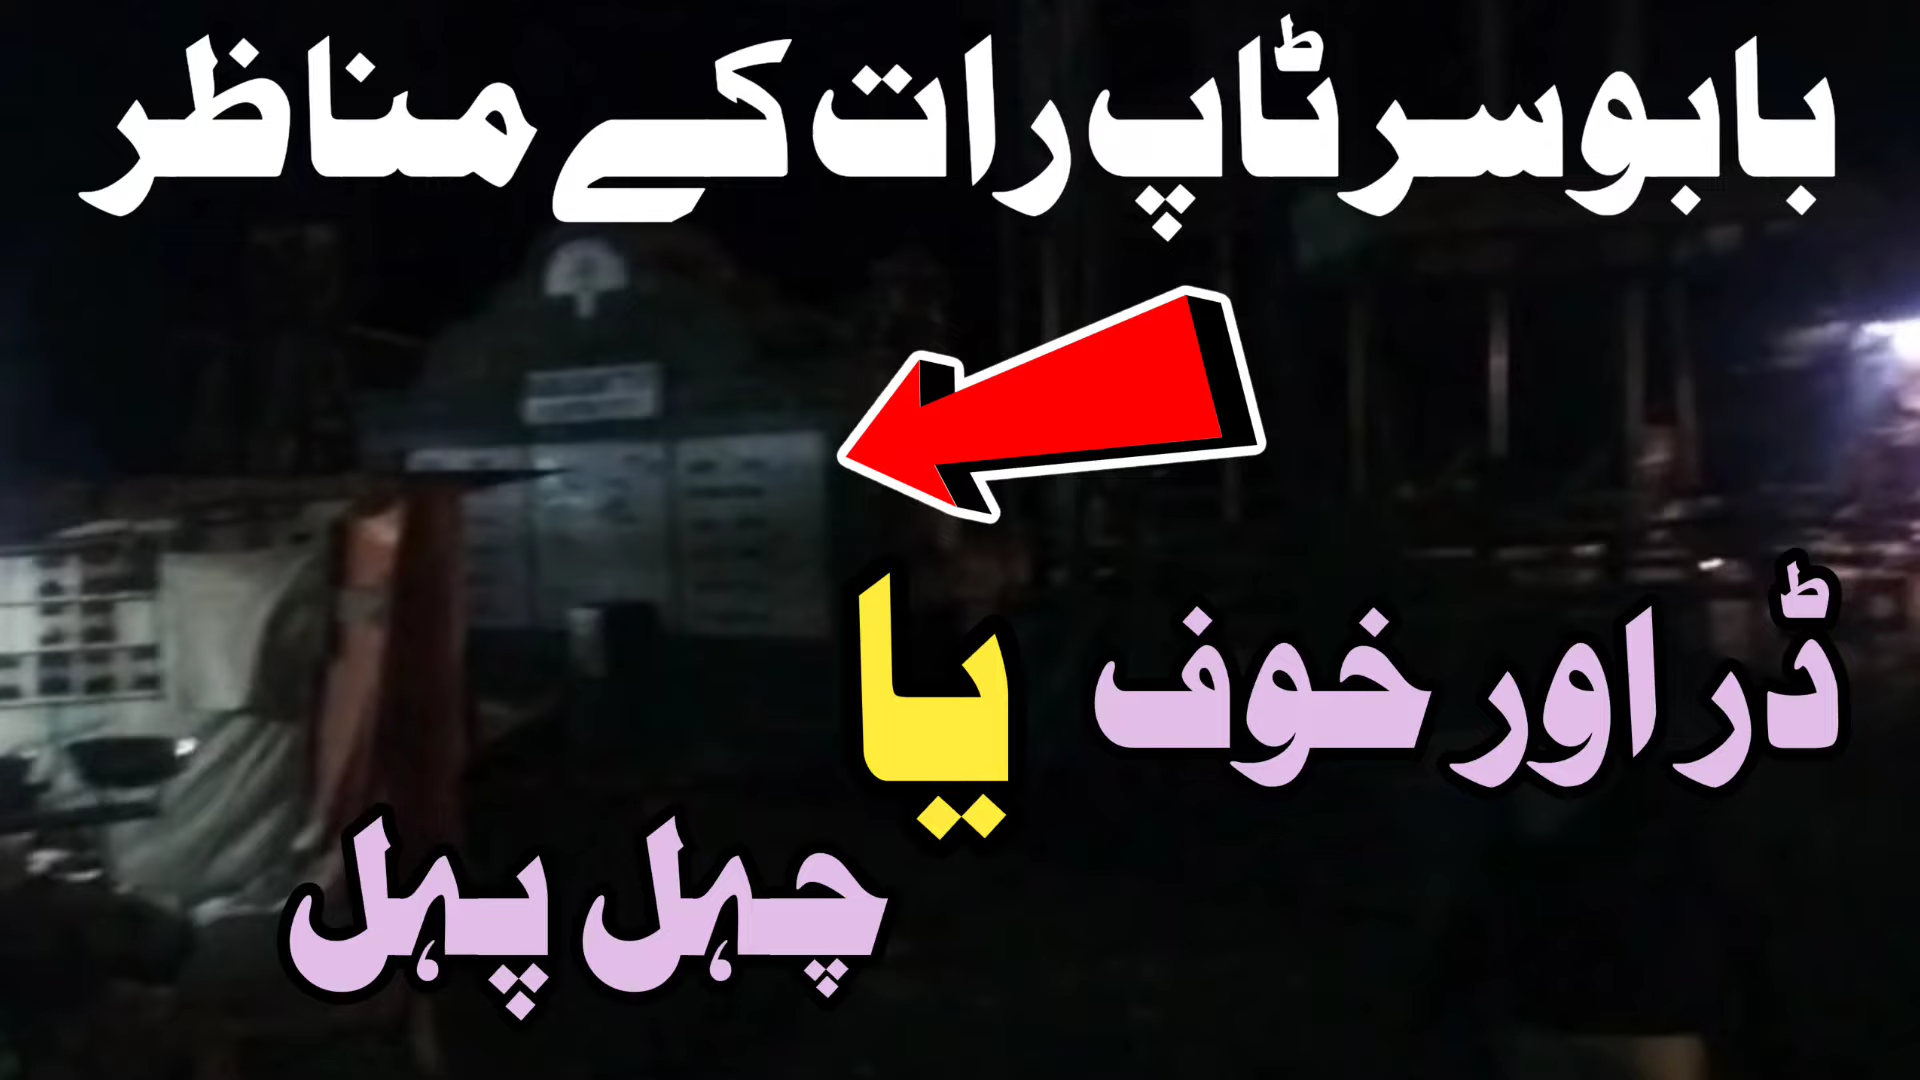 بابوسر ٹاپ رات کے مناظر
ڈر اور خوف
یا
چہل پہل